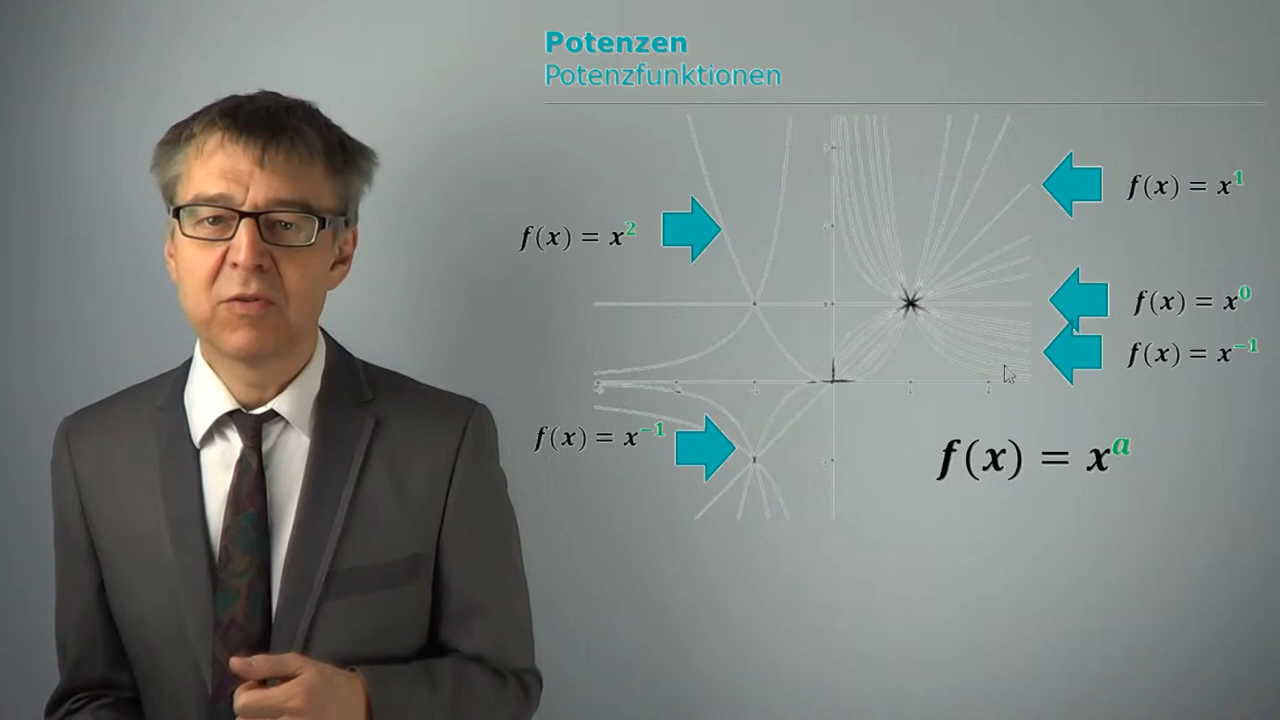 Potenzen
Potenzfunktionen
f(x) = x¹
f(x) = x²
f(x) = x⁰
f(x) = x⁻¹
f(x) = x⁻¹
f(x) = xᵃ